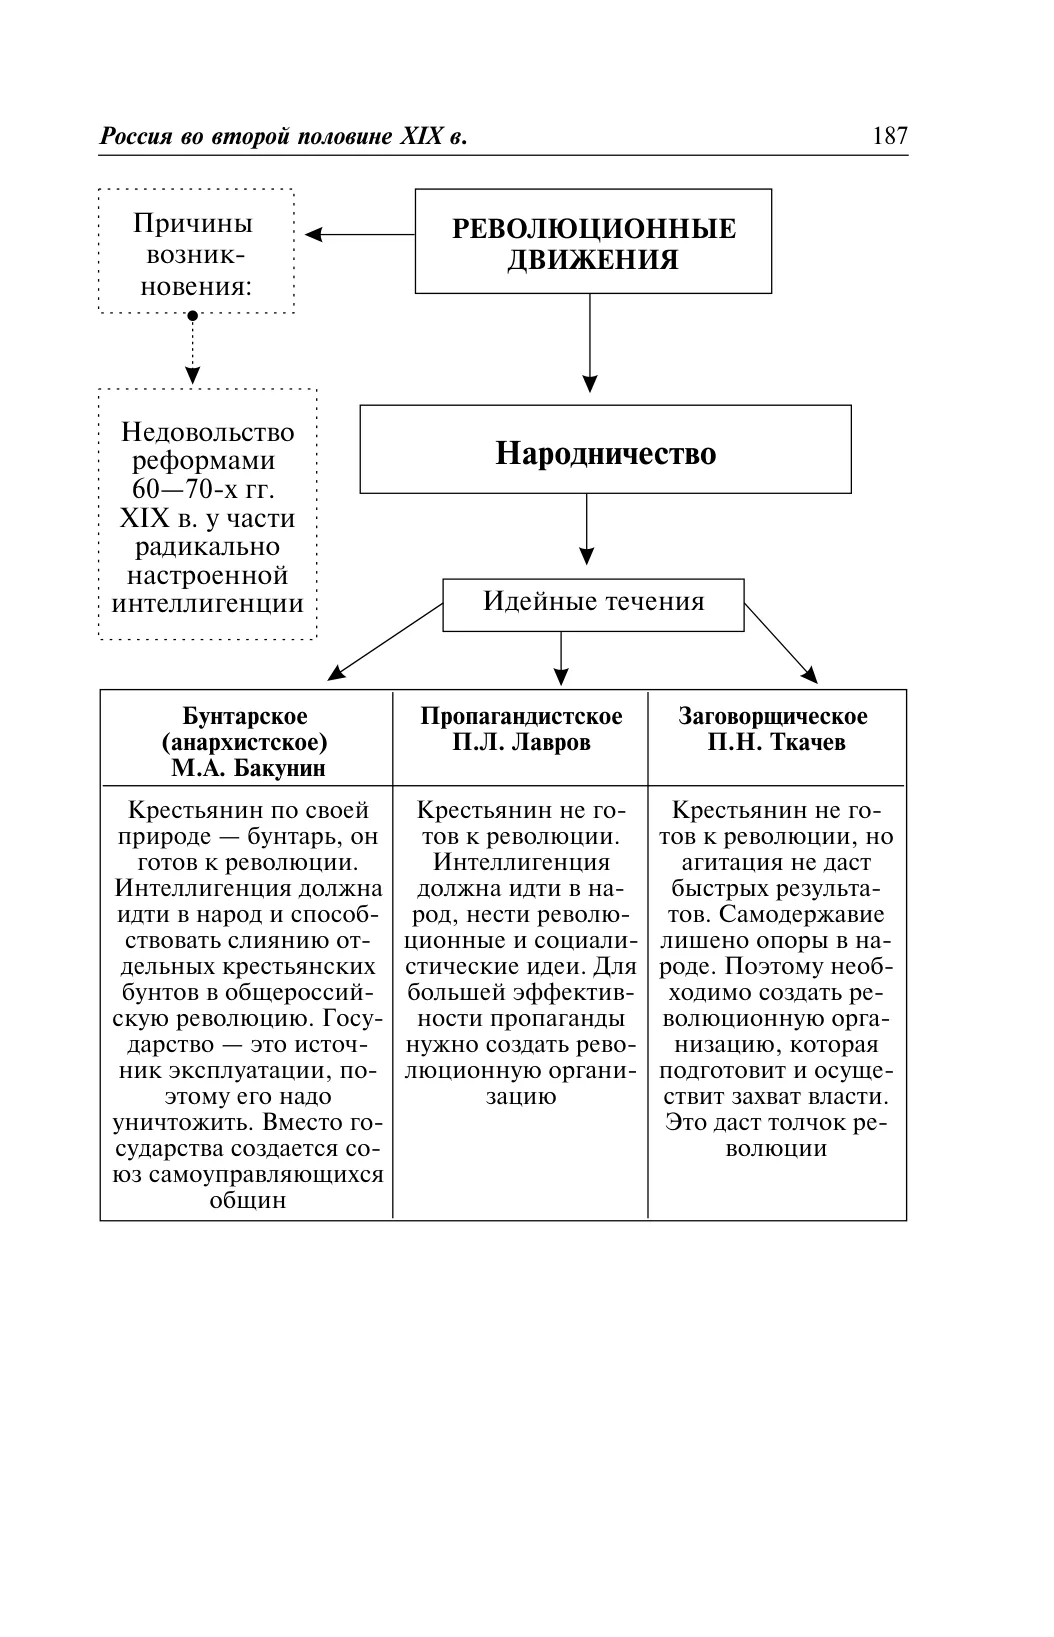 Россия во второй половине XIX в. 187
РЕВОЛЮЦИОННЫЕ
ДВИЖЕНИЯ
Причины
возник-
новения:
Недовольство
реформами
60—70-х гг.
XIX в. у части
радикально
настроенной
интеллигенции
Народничество
Идейные течения
Бунтарское
(анархистское)
М.А. Бакунин
Крестьянин по своей
природе — бунтарь, он
готов к революции.
Интеллигенция должна
идти в народ и способ-
ствовать слиянию от-
дельных крестьянских
бунтов в общероссий-
скую революцию. Госу-
дарство — это источ-
ник эксплуатации, по-
этому его надо
уничтожить. Вместо го-
сударства создается со-
юз самоуправляющихся
общин
Пропагандистское
П.Л. Лавров
Крестьянин не го-
тов к революции.
Интеллигенция
должна идти в на-
род, нести револю-
ционные и социали-
стические идеи. Для
большей эффектив-
ности пропаганды
нужно создать рево-
люционную органи-
зацию
Заговорщическое
П.Н. Ткачев
Крестьянин не го-
тов к революции, но
агитация не даст
быстрых результа-
тов. Самодержавие
лишено опоры в на-
роде. Поэтому необ-
ходимо создать ре-
волюционную орга-
низацию, которая
подготовит и осуще-
ствит захват власти.
Это даст толчок ре-
волюции